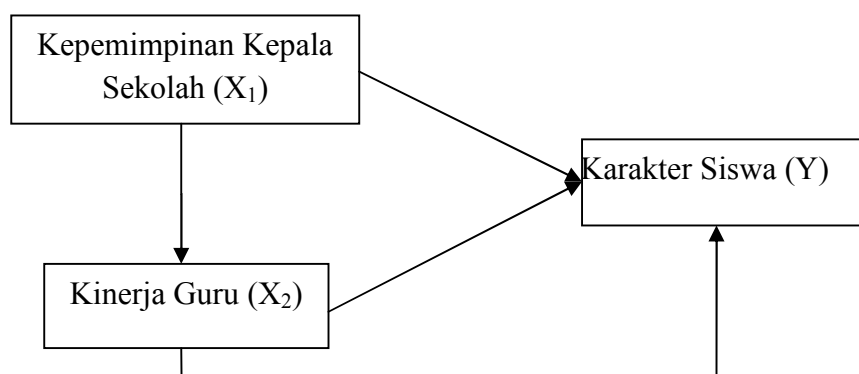 Kepemimpinan Kepala
Sekolah (X₁)
Karakter Siswa (Y)
Kinerja Guru (X₂)